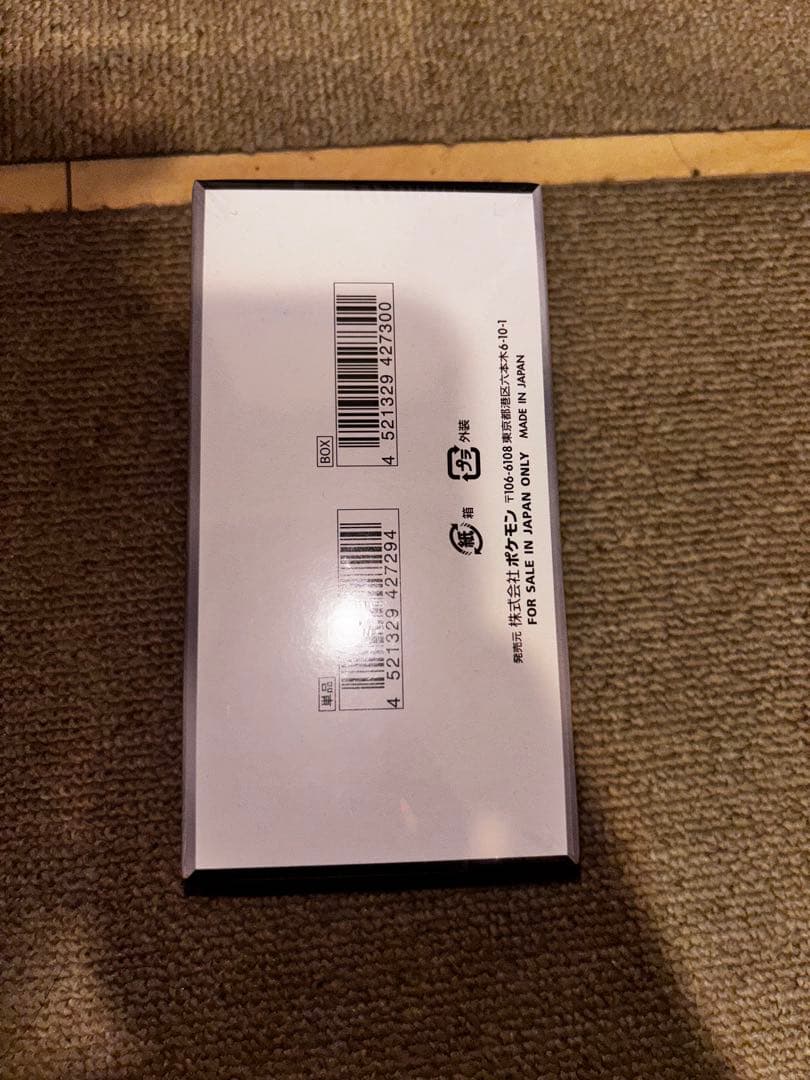 単品
4 521329 427294
BOX
4 521329 427300
紙 箱
プラ 外装
発売元 株式会社 ポケモン 〒106-6108 東京都港区六本木6-10-1
FOR SALE IN JAPAN ONLY MADE IN JAPAN